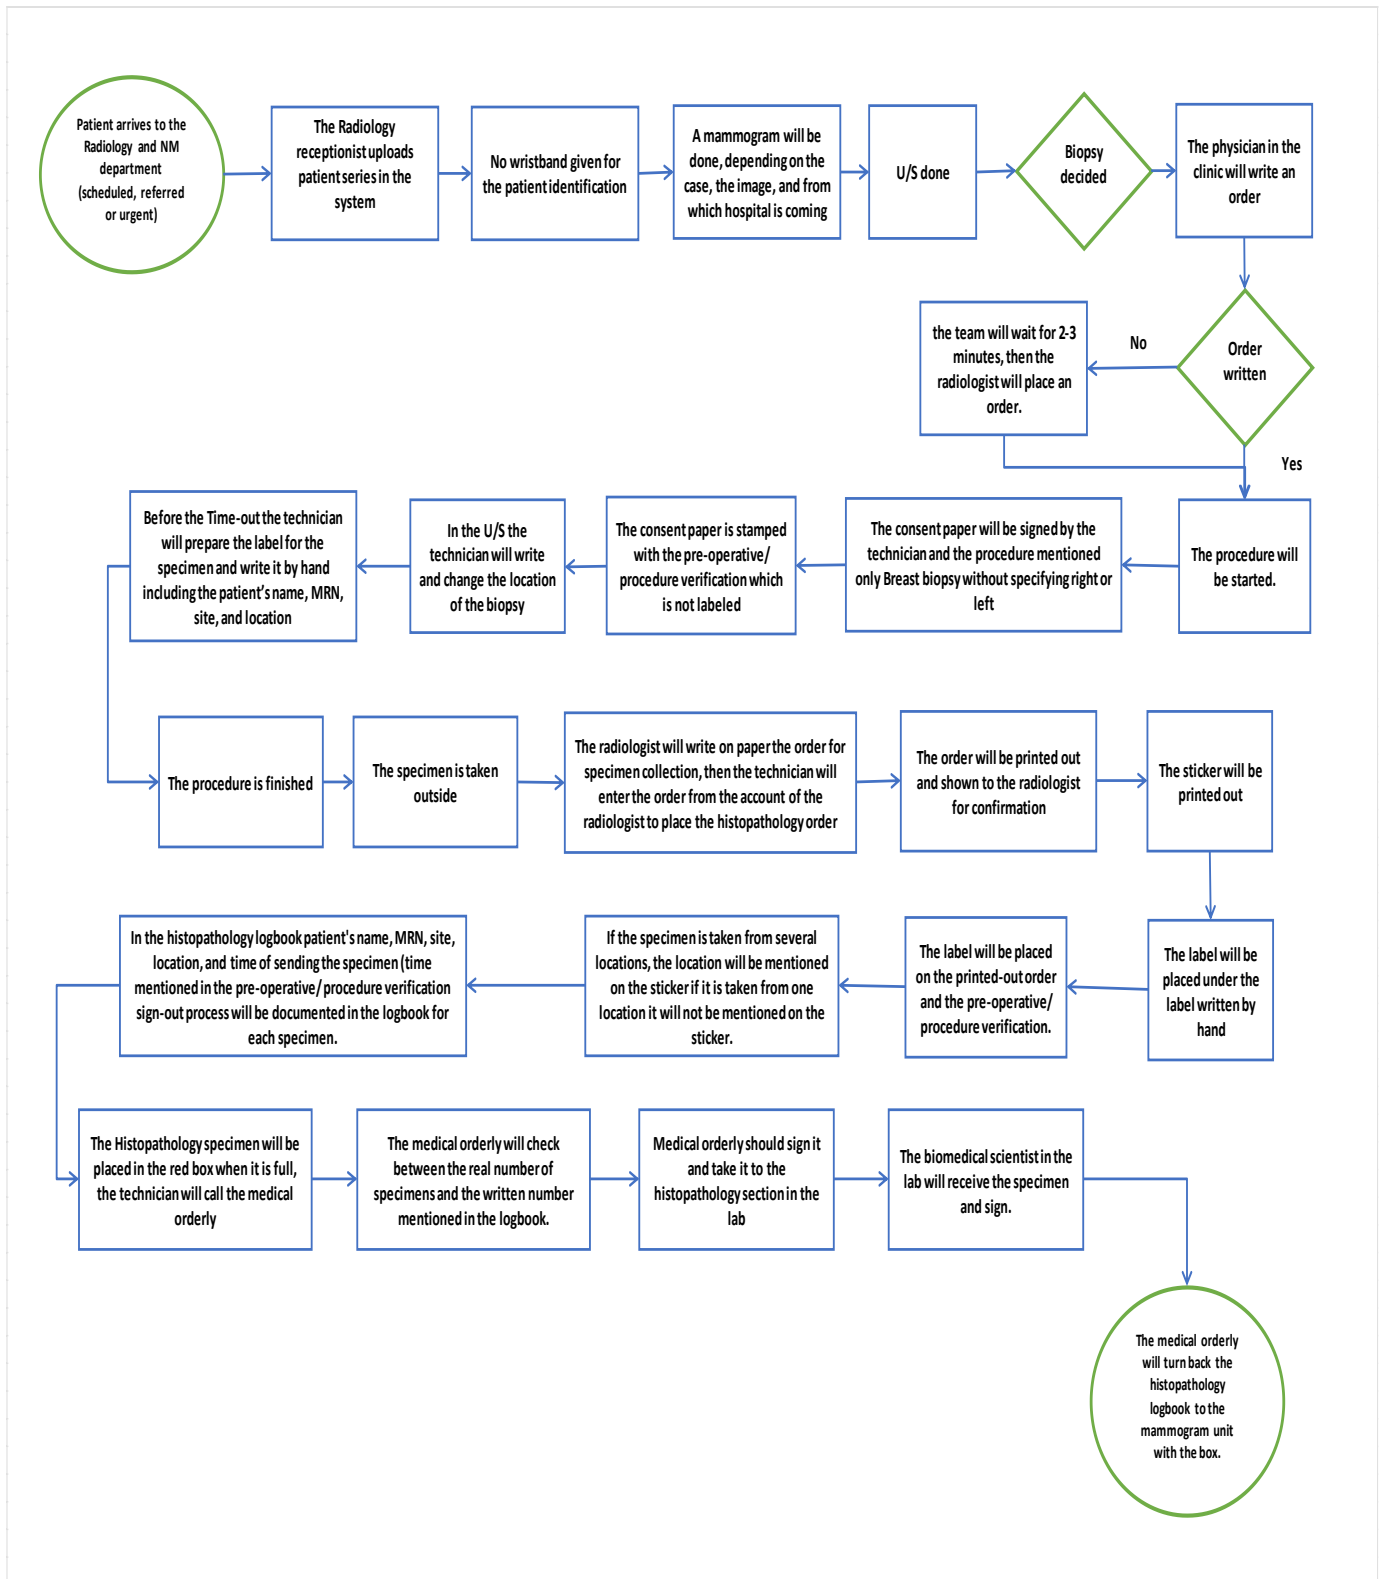 Patient arrives to the
Radiology and NM
department
(scheduled, referred
or urgent)
The Radiology
receptionist uploads
patient series in the
system
No wristband given for
the patient identification
A mammogram will be
done, depending on the
case, the image, and from
which hospital is coming
U/S done
Biopsy
decided
The physician in the
clinic will write an
order
Order
written
No
the team will wait for 2-3
minutes, then the
radiologist will place an
order.
Yes
The procedure will
be started.
The consent paper will be signed by the
technician and the procedure mentioned
only Breast biopsy without specifying right or
left
The consent paper is stamped
with the pre-operative/
procedure verification which
is not labeled
In the U/S the
technician will write
and change the location
of the biopsy
Before the Time-out the technician
will prepare the label for the
specimen and write it by hand
including the patient’s name, MRN,
site, and location
The procedure is finished
The specimen is taken
outside
The radiologist will write on paper the order for
specimen collection, then the technician will
enter the order from the account of the
radiologist to place the histopathology order
The order will be printed out
and shown to the radiologist
for confirmation
The sticker will be
printed out
The label will be
placed under the
label written by
hand
The label will be placed
on the printed-out order
and the pre-operative/
procedure verification.
If the specimen is taken from several
locations, the location will be mentioned
on the sticker if it is taken from one
location it will not be mentioned on the
sticker.
In the histopathology logbook patient's name, MRN, site,
location, and time of sending the specimen (time
mentioned in the pre-operative/procedure verification
sign-out process will be documented in the logbook for
each specimen.
The Histopathology specimen will be
placed in the red box when it is full,
the technician will call the medical
orderly
The medical orderly will check
between the real number of
specimens and the written number
mentioned in the logbook.
Medical orderly should sign it
and take it to the
histopathology section in the
lab
The biomedical scientist in the
lab will receive the specimen
and sign.
The medical orderly
will turn back the
histopathology
logbook to the
mammogram unit
with the box.